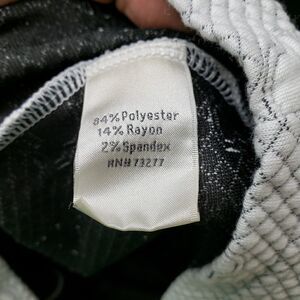 84% Polyester
14% Rayon
2% Spandex
RN# 73277